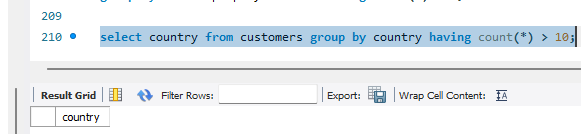 209
210 select country from customers group by country having count(*) > 10;
Result Grid Filter Rows: Export: Wrap Cell Content:
country